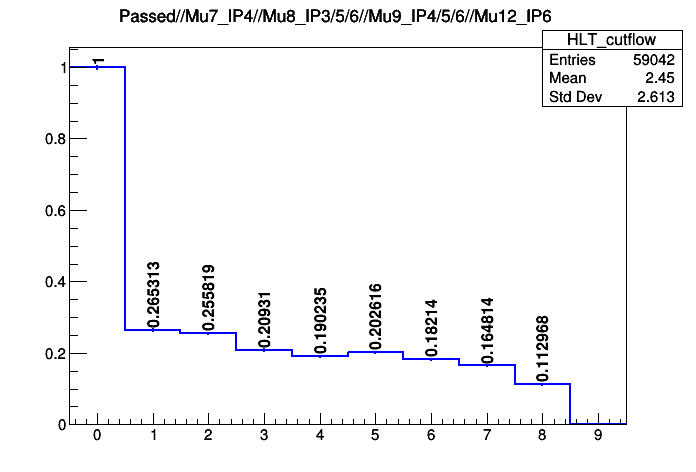 Passed//Mu7_IP4//Mu8_IP3/5/6//Mu9_IP4/5/6//Mu12_IP6
HLT_cutflow
Entries 59042
Mean 2.45
Std Dev 2.613
1
0.8
0.6
0.4
0.2
0
1
0.265313
0.255819
0.20931
0.190235
0.202616
0.18214
0.164814
0.112968
0 1 2 3 4 5 6 7 8 9